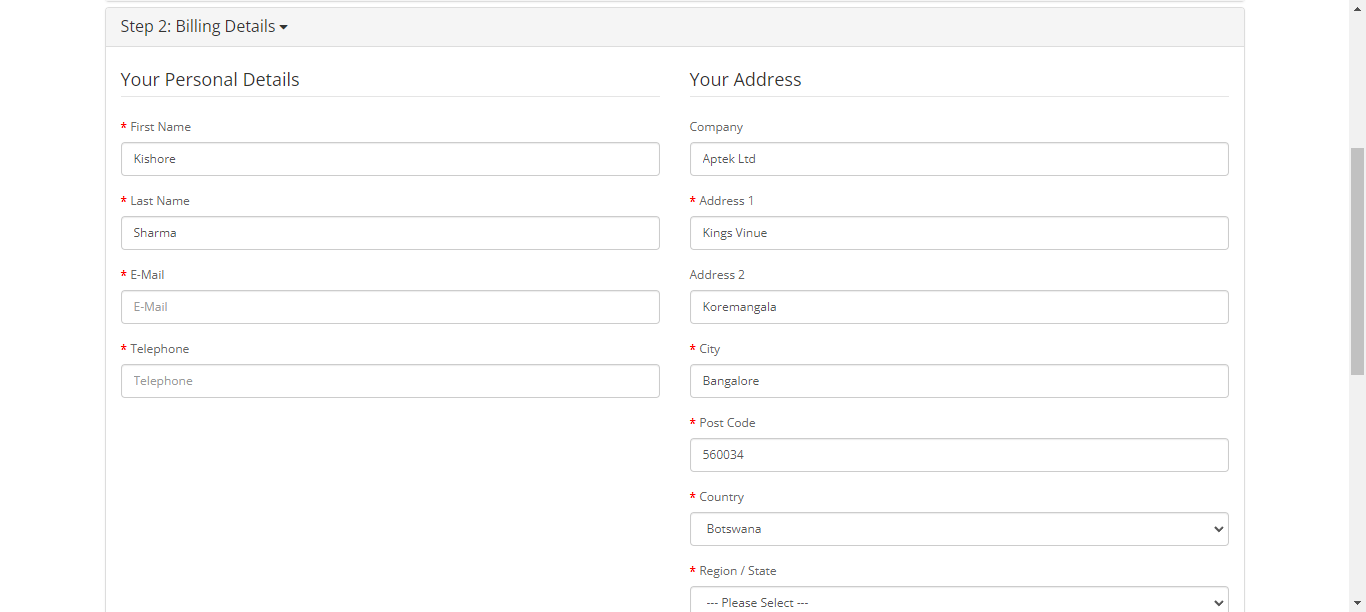 Step 2: Billing Details
Your Personal Details
* First Name
Kishore
* Last Name
Sharma
* E-Mail
E-Mail
* Telephone
Telephone
Your Address
Company
Aptek Ltd
* Address 1
Kings Vinue
Address 2
Koremangala
* City
Bangalore
* Post Code
560034
* Country
Botswana
* Region / State
--- Please Select ---